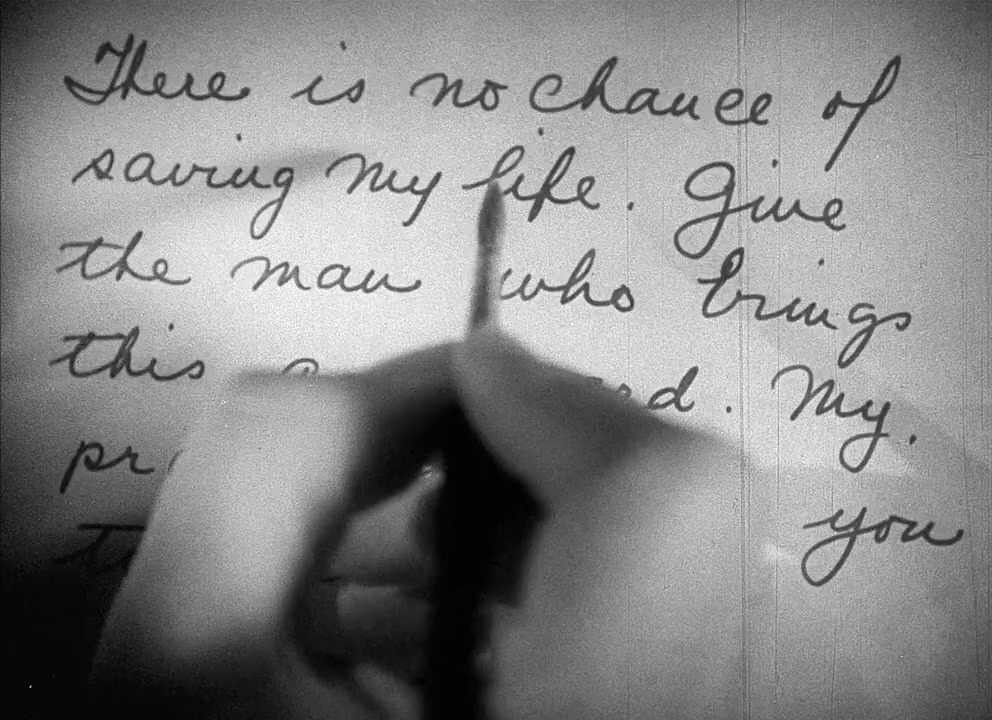 There is no chance of
saving my life. Give
the man who brings
this My.
you